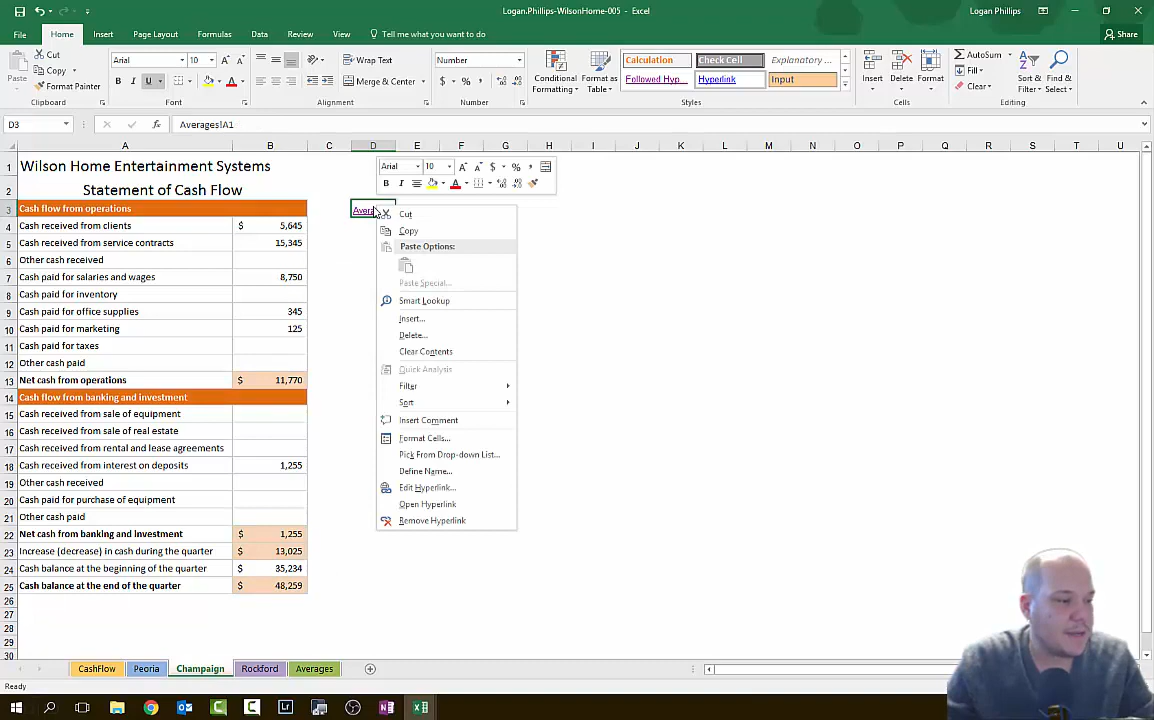 Logan.Phillips-WilsonHome-005 - Excel
Logan Phillips
File Home Insert Page Layout Formulas Data Review View Tell me what you want to do
Share
Cut
Copy
Format Painter
Paste
Clipboard
Arial 10
B I U
Font
Wrap Text
Merge & Center
Alignment
Number
$ % ,
Number
Conditional Formatting
Format as Table
Calculation Check Cell Explanatory ...
Followed Hyp... Hyperlink Input
Styles
Insert Delete Format
Cells
AutoSum
Fill
Clear
Sort & Filter
Find & Select
Editing
D3 fx Averages!A1
A B C D E F G H I J K L M N O P Q R S T U
Arial 10 $ % ,
B I
1 Wilson Home Entertainment Systems
2 Statement of Cash Flow
3 Cash flow from operations
4 Cash received from clients $ 5,645
5 Cash received from service contracts 15,345
6 Other cash received
7 Cash paid for salaries and wages 8,750
8 Cash paid for inventory
9 Cash paid for office supplies 345
10 Cash paid for marketing 125
11 Cash paid for taxes
12 Other cash paid
13 Net cash from operations $ 11,770
14 Cash flow from banking and investment
15 Cash received from sale of equipment
16 Cash received from sale of real estate
17 Cash received from rental and lease agreements
18 Cash received from interest on deposits 1,255
19 Other cash received
20 Cash paid for purchase of equipment
21 Other cash paid
22 Net cash from banking and investment $ 1,255
23 Increase (decrease) in cash during the quarter $ 13,025
24 Cash balance at the beginning of the quarter $ 35,234
25 Cash balance at the end of the quarter $ 48,259
26
27
28
29
30
Cut
Copy
Paste Options:
Paste Special...
Smart Lookup
Insert...
Delete...
Clear Contents
Quick Analysis
Filter
Sort
Insert Comment
Format Cells...
Pick From Drop-down List...
Define Name...
Edit Hyperlink...
Open Hyperlink
Remove Hyperlink
CashFlow Peoria Champaign Rockford Averages
Ready